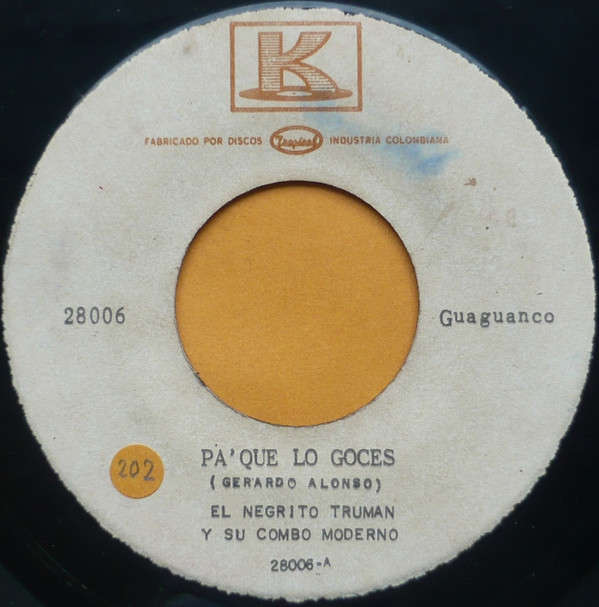 K
FABRICADO POR DISCOS Tropical INDUSTRIA COLOMBIANA
28006
Guaguanco
202
PA'QUE LO GOCES
(GERARDO ALONSO)
EL NEGRITO TRUMAN
Y SU COMBO MODERNO
28006-A